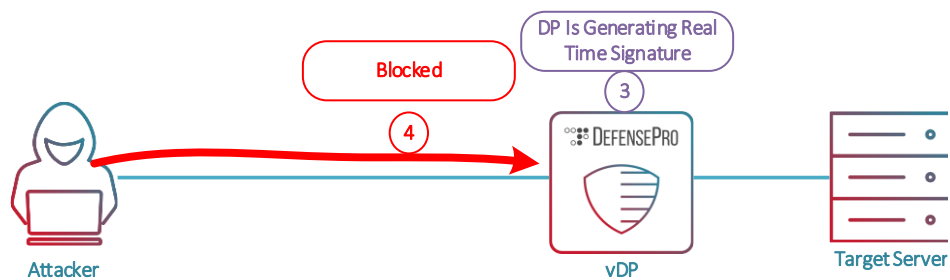 DP Is Generating Real
Time Signature
Blocked
3
4
DEFENSEPRO
Attacker
vDP
Target Server